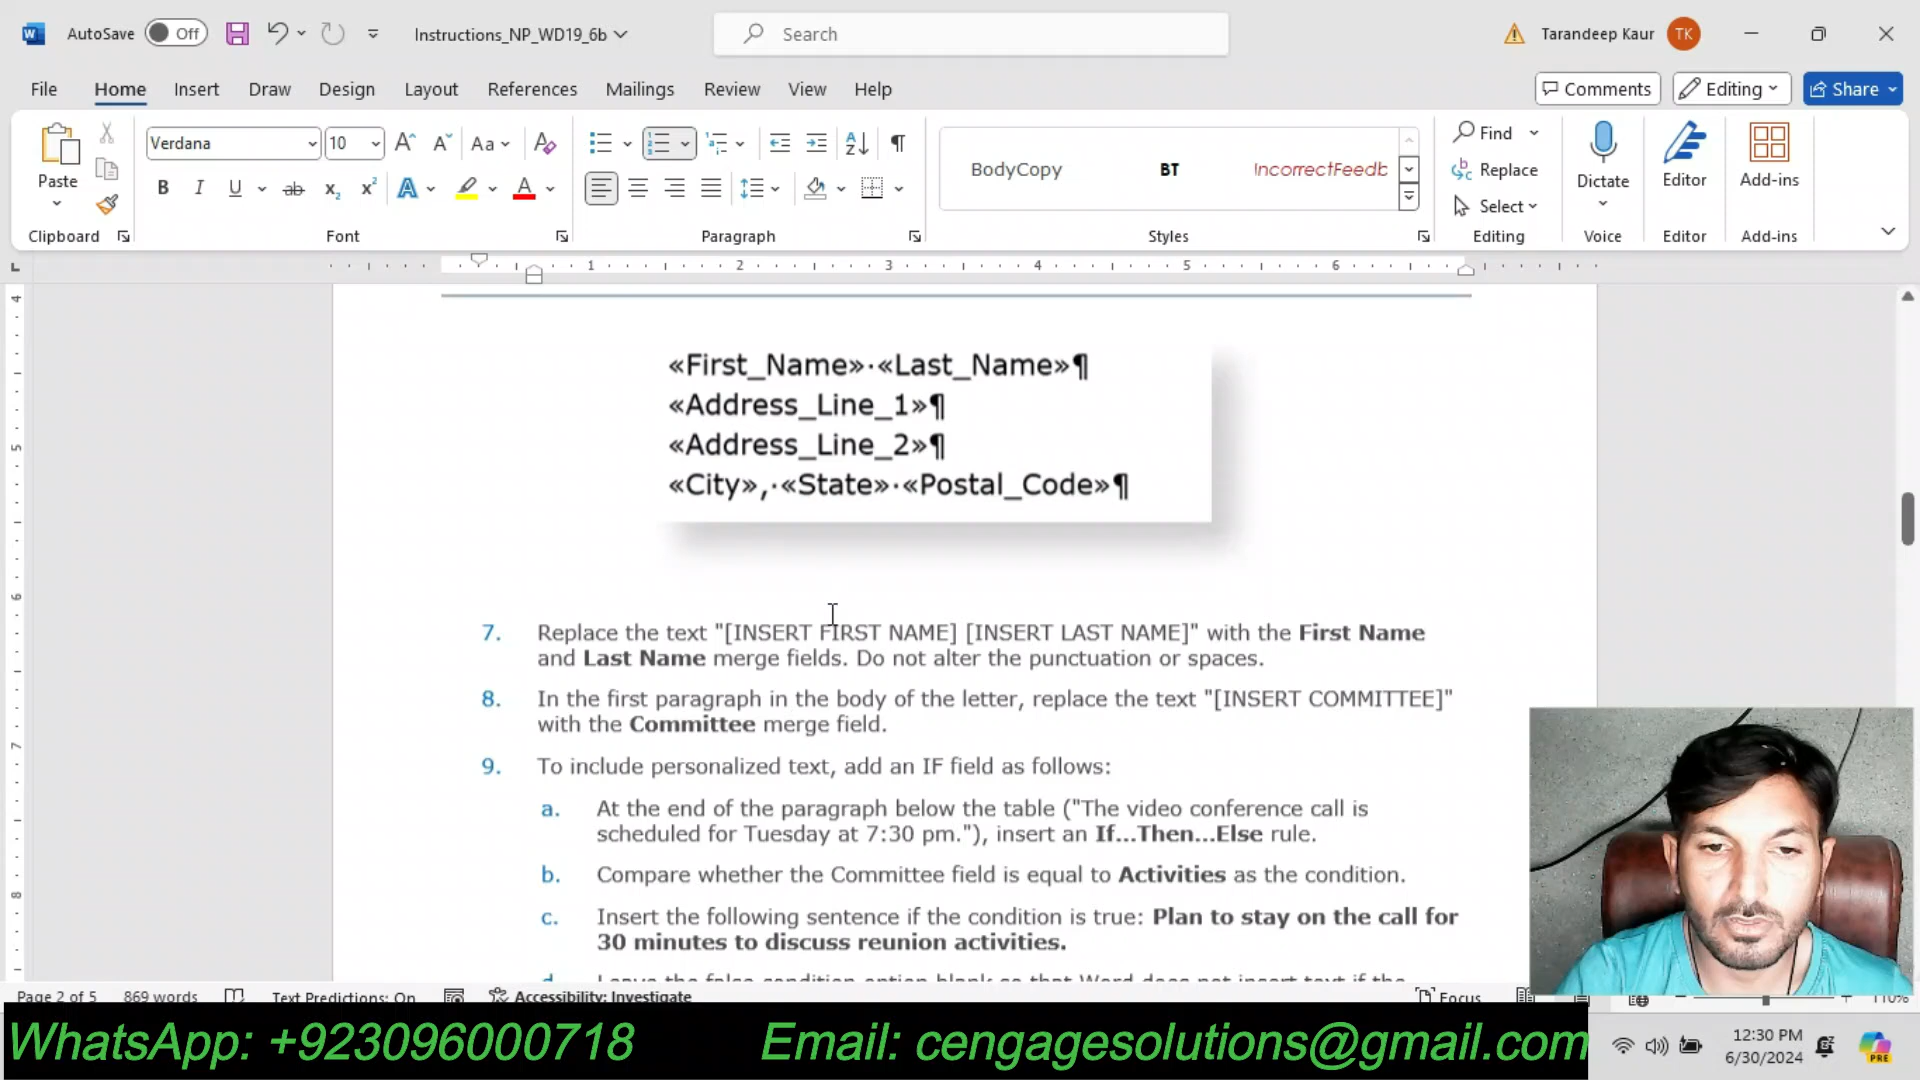 AutoSave Off Instructions_NP_WD19_6b Search Tarandeep Kaur TK
File Home Insert Draw Design Layout References Mailings Review View Help Comments Editing Share
Paste Verdana 10 Aa BodyCopy BT IncorrectFeedb Find Replace Select Dictate Editor Add-ins
Clipboard Font Paragraph Styles Editing Voice Editor Add-ins
1 2 3 4 5 6
«First_Name»·«Last_Name»¶
«Address_Line_1»¶
«Address_Line_2»¶
«City»,·«State»·«Postal_Code»¶
7. Replace the text "[INSERT FIRST NAME] [INSERT LAST NAME]" with the First Name
and Last Name merge fields. Do not alter the punctuation or spaces.
8. In the first paragraph in the body of the letter, replace the text "[INSERT COMMITTEE]"
with the Committee merge field.
9. To include personalized text, add an IF field as follows:
a. At the end of the paragraph below the table ("The video conference call is
scheduled for Tuesday at 7:30 pm."), insert an If...Then...Else rule.
b. Compare whether the Committee field is equal to Activities as the condition.
c. Insert the following sentence if the condition is true: Plan to stay on the call for
30 minutes to discuss reunion activities.
d. Leave the false condition option blank so that Word does not insert text if the
Page 2 of 5 869 words Text Predictions: On Accessibility: Investigate Focus 110%
WhatsApp: +923096000718 Email: cengagesolutions@gmail.com
12:30 PM
6/30/2024
PRE